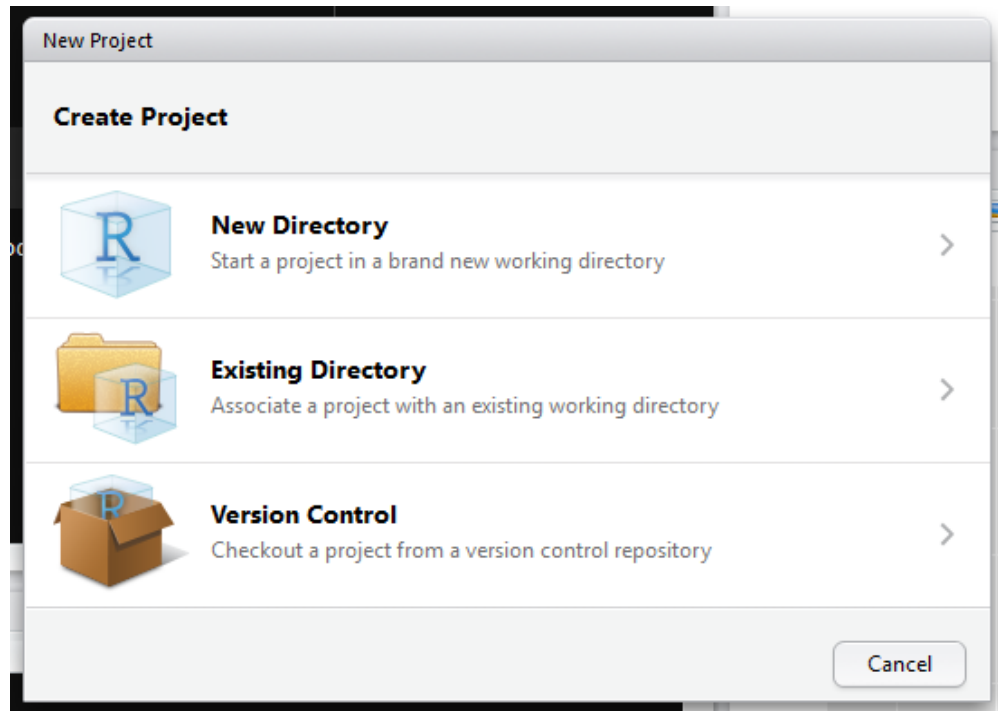 New Project
Create Project
New Directory
Start a project in a brand new working directory
Existing Directory
Associate a project with an existing working directory
Version Control
Checkout a project from a version control repository
Cancel